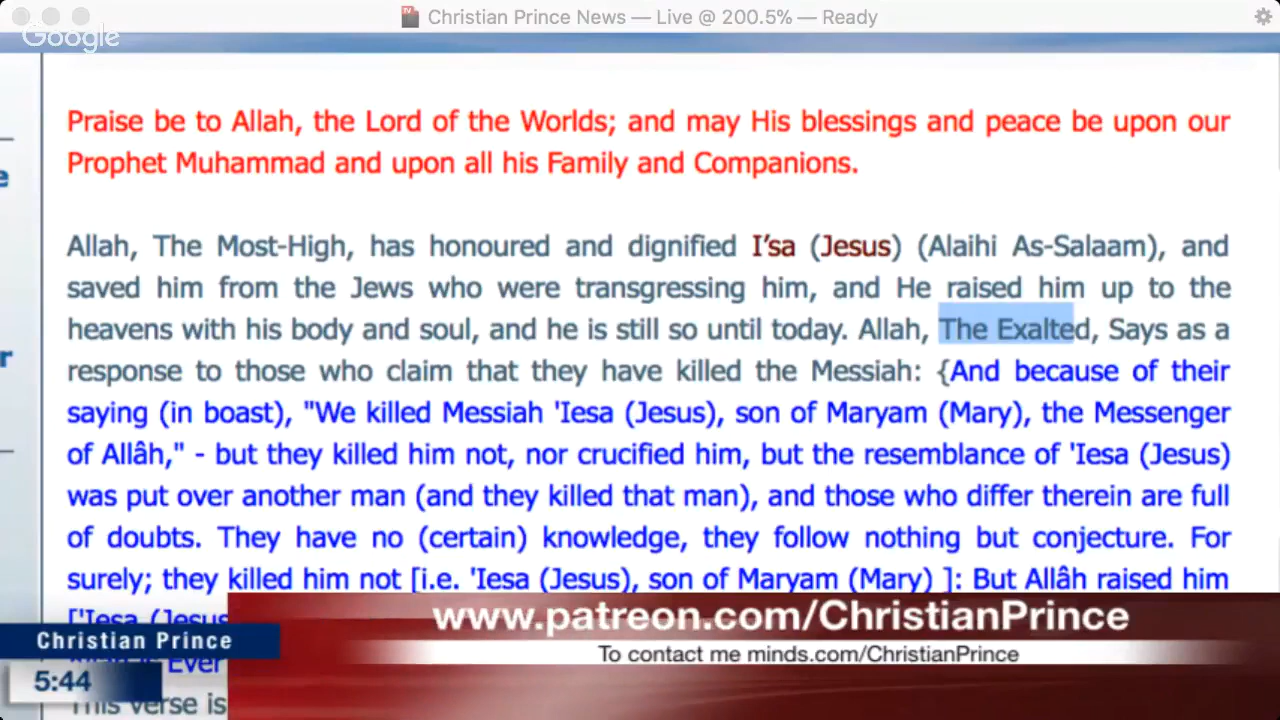 Christian Prince News — Live @ 200.5% — Ready
Google
Praise be to Allah, the Lord of the Worlds; and may His blessings and peace be upon our
Prophet Muhammad and upon all his Family and Companions.
Allah, The Most-High, has honoured and dignified I'sa (Jesus) (Alaihi As-Salaam), and
saved him from the Jews who were transgressing him, and He raised him up to the
heavens with his body and soul, and he is still so until today. Allah, The Exalted, Says as a
response to those who claim that they have killed the Messiah: {And because of their
saying (in boast), "We killed Messiah 'Iesa (Jesus), son of Maryam (Mary), the Messenger
of Allâh," - but they killed him not, nor crucified him, but the resemblance of 'Iesa (Jesus)
was put over another man (and they killed that man), and those who differ therein are full
of doubts. They have no (certain) knowledge, they follow nothing but conjecture. For
surely; they killed him not [i.e. 'Iesa (Jesus), son of Maryam (Mary) ]: But Allâh raised him
['Iesa (Jesus
Ever
This verse is
www.patreon.com/ChristianPrince
To contact me minds.com/ChristianPrince
Christian Prince
5:44